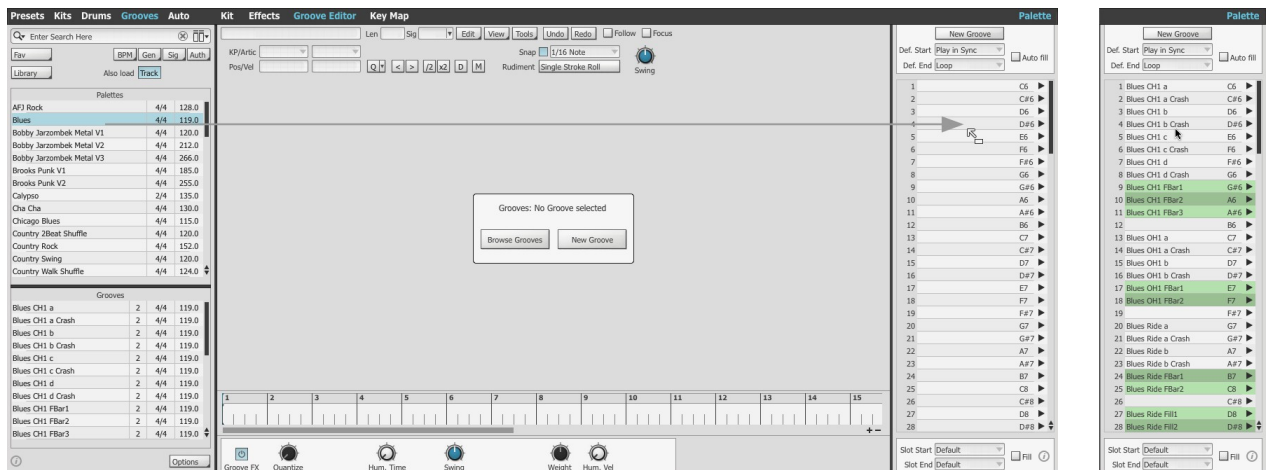 Presets Kits Drums Grooves Auto
Kit Effects Groove Editor Key Map
Palette
Enter Search Here
Fav BPM Gen Sig Auth
Library Also load Track
Palettes
AFJ Rock 4/4 128.0
Blues 4/4 119.0
Bobby Jarzombek Metal V1 4/4 120.0
Bobby Jarzombek Metal V2 4/4 212.0
Bobby Jarzombek Metal V3 4/4 266.0
Brooks Punk V1 4/4 185.0
Brooks Punk V2 4/4 255.0
Calypso 2/4 135.0
Cha Cha 4/4 130.0
Chicago Blues 4/4 115.0
Country 2Beat Shuffle 4/4 120.0
Country Rock 4/4 152.0
Country Swing 4/4 120.0
Country Walk Shuffle 4/4 124.0
Grooves
Blues CH1 a 2 4/4 119.0
Blues CH1 a Crash 2 4/4 119.0
Blues CH1 b 2 4/4 119.0
Blues CH1 b Crash 2 4/4 119.0
Blues CH1 c 2 4/4 119.0
Blues CH1 c Crash 2 4/4 119.0
Blues CH1 d 2 4/4 119.0
Blues CH1 d Crash 2 4/4 119.0
Blues CH1 FBar1 2 4/4 119.0
Blues CH1 FBar2 2 4/4 119.0
Blues CH1 FBar3 2 4/4 119.0
Options
Len Sig Edit View Tools Undo Redo Follow Focus
KP/Artic Snap 1/16 Note
Pos/Vel Q < > /2 x2 D M Rudiment Single Stroke Roll
Swing
Grooves: No Groove selected
Browse Grooves New Groove
1 2 3 4 5 6 7 8 9 10 11 12 13 14 15
+ -
Groove FX Quantize Hum. Time Swing Weight Hum. Vel
New Groove
Def. Start Play in Sync
Auto fill
Def. End Loop
1 C6
2 C#6
3 D6
4 D#6
5 E6
6 F6
7 F#6
8 G6
9 G#6
10 A6
11 A#6
12 B6
13 C7
14 C#7
15 D7
16 D#7
17 E7
18 F7
19 F#7
20 G7
21 G#7
22 A7
23 A#7
24 B7
25 C8
26 C#8
27 D8
28 D#8
Slot Start Default
Fill
Slot End Default
Palette
New Groove
Def. Start Play in Sync
Auto fill
Def. End Loop
1 Blues CH1 a C6
2 Blues CH1 a Crash C#6
3 Blues CH1 b D6
4 Blues CH1 b Crash D#6
5 Blues CH1 c E6
6 Blues CH1 c Crash F6
7 Blues CH1 d F#6
8 Blues CH1 d Crash G6
9 Blues CH1 FBar1 G#6
10 Blues CH1 FBar2 A6
11 Blues CH1 FBar3 A#6
12 B6
13 Blues OH1 a C7
14 Blues OH1 a Crash C#7
15 Blues OH1 b D7
16 Blues OH1 b Crash D#7
17 Blues OH1 FBar1 E7
18 Blues OH1 FBar2 F7
19 F#7
20 Blues Ride a G7
21 Blues Ride a Crash G#7
22 Blues Ride b A7
23 Blues Ride b Crash A#7
24 Blues Ride FBar1 B7
25 Blues Ride FBar2 C8
26 C#8
27 Blues Ride Fill1 D8
28 Blues Ride Fill2 D#8
Slot Start Default
Fill
Slot End Default